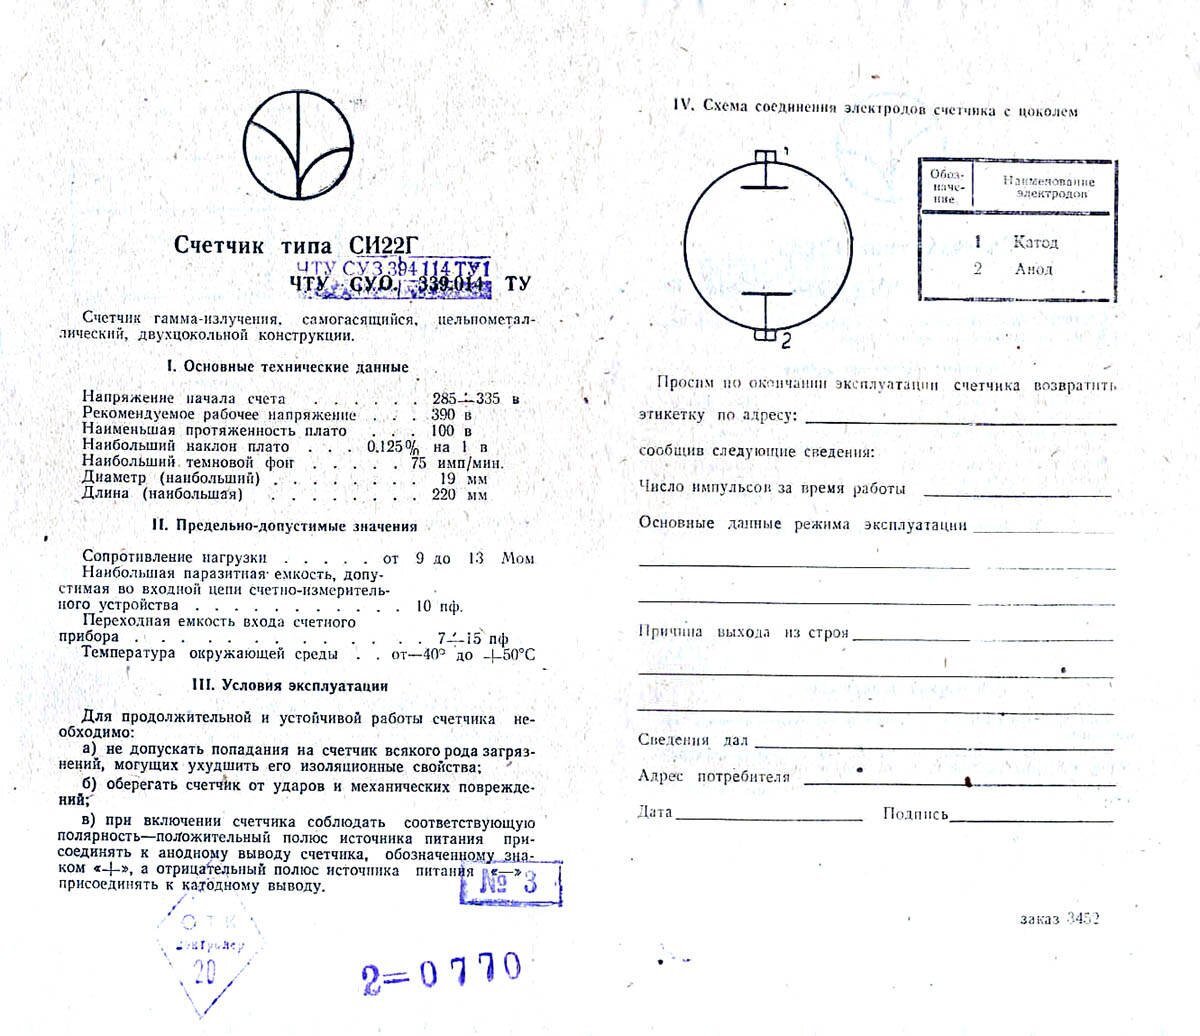 Счетчик типа СИ22Г
ЧТУ СУ3 394 114 ТУ1
ЧТУ СУО. 339.014 ТУ
Счетчик гамма-излучения, самогасящийся, цельнометал-
лический, двухцокольной конструкции.
I. Основные технические данные
Напряжение начала счета . . . . . . 285—335 в
Рекомендуемое рабочее напряжение . . . 390 в
Наименьшая протяженность плато . . . 100 в
Наибольший наклон плато . . . 0.125% на 1 в
Наибольший темновой фон . . . . . 75 имп/мин.
Диаметр (наибольший) . . . . . . . . 19 мм
Длина (наибольшая) . . . . . . . . 220 мм
II. Предельно-допустимые значения
Сопротивление нагрузки . . . . . от 9 до 13 Мом
Наибольшая паразитная емкость, допу-
стимая во входной цепи счетно-измеритель-
ного устройства . . . . . . . . . . . 10 пф.
Переходная емкость входа счетного
прибора . . . . . . . . . . . . . 7—15 пф
Температура окружающей среды . . от—40° до +50°С
III. Условия эксплуатации
Для продолжительной и устойчивой работы счетчика не-
обходимо:
а) не допускать попадания на счетчик всякого рода загряз-
нений, могущих ухудшить его изоляционные свойства;
б) оберегать счетчик от ударов и механических поврежде-
ний;
в) при включении счетчика соблюдать соответствующую
полярность—положительный полюс источника питания при-
соединять к анодному выводу счетчика, обозначенному зна-
ком «+», а отрицательный полюс источника питания «—»
присоединять к катодному выводу.
№ 3
ОТК
контролер
20
2=0770
IV. Схема соединения электродов счетчика с цоколем
1
2
Обоз-
наче-
ние
Наименование
электродов
1 Катод
2 Анод
Просим по окончании эксплуатации счетчика возвратить
этикетку по адресу:
сообщив следующие сведения:
Число импульсов за время работы
Основные данные режима эксплуатации
Причина выхода из строя
Сведения дал
Адрес потребителя
Дата Подпись
заказ 3452